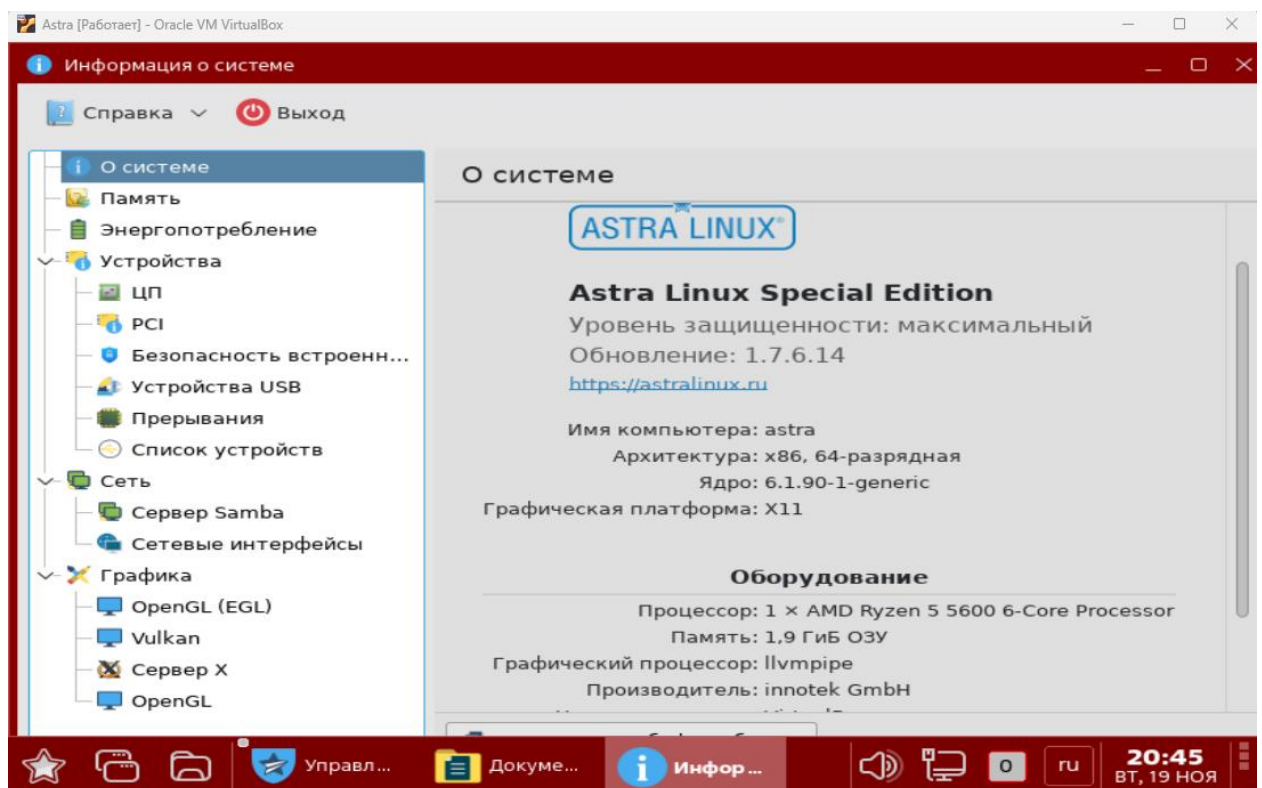 Astra [Работает] - Oracle VM VirtualBox
Информация о системе
Справка
Выход
О системе
Память
Энергопотребление
Устройства
ЦП
PCI
Безопасность встроенн...
Устройства USB
Прерывания
Список устройств
Сеть
Сервер Samba
Сетевые интерфейсы
Графика
OpenGL (EGL)
Vulkan
Сервер X
OpenGL
О системе
ASTRA LINUX®
Astra Linux Special Edition
Уровень защищенности: максимальный
Обновление: 1.7.6.14
https://astralinux.ru
Имя компьютера: astra
Архитектура: x86, 64-разрядная
Ядро: 6.1.90-1-generic
Графическая платформа: X11
Оборудование
Процессор: 1 × AMD Ryzen 5 5600 6-Core Processor
Память: 1,9 ГиБ ОЗУ
Графический процессор: llvmpipe
Производитель: innotek GmbH
Управл...
Докуме...
Инфор...
0
ru
20:45
ВТ, 19 НОЯ